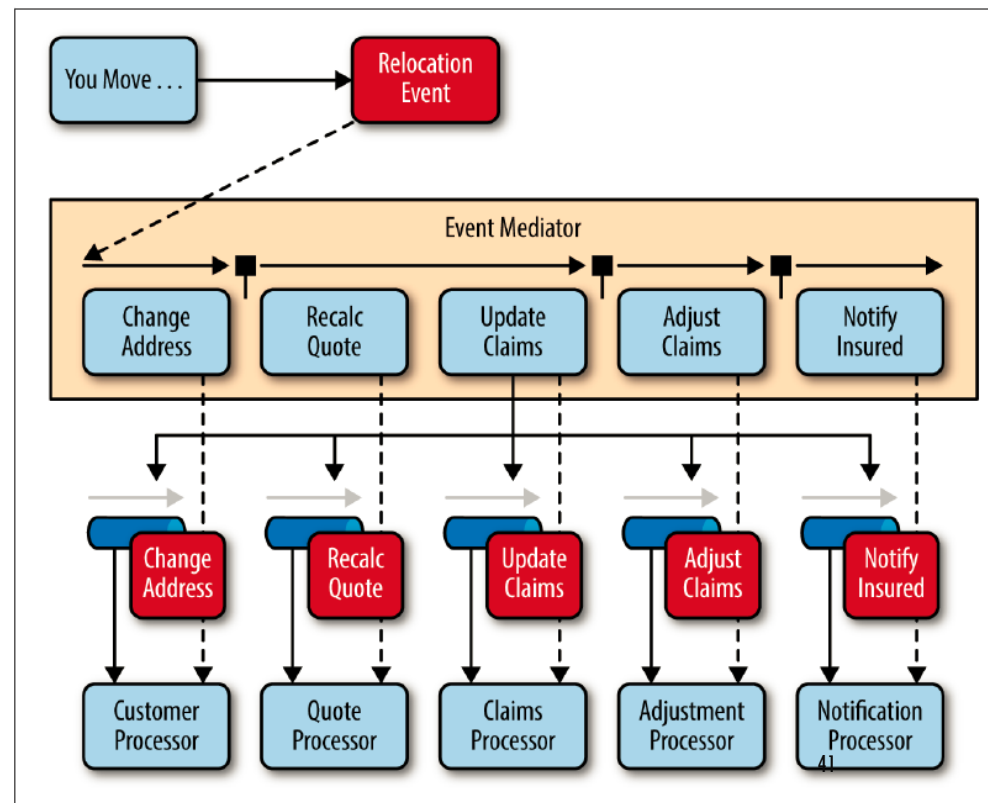 You Move . . .
Relocation
Event
Event Mediator
Change
Address
Recalc
Quote
Update
Claims
Adjust
Claims
Notify
Insured
Change
Address
Recalc
Quote
Update
Claims
Adjust
Claims
Notify
Insured
Customer
Processor
Quote
Processor
Claims
Processor
Adjustment
Processor
Notification
Processor
41